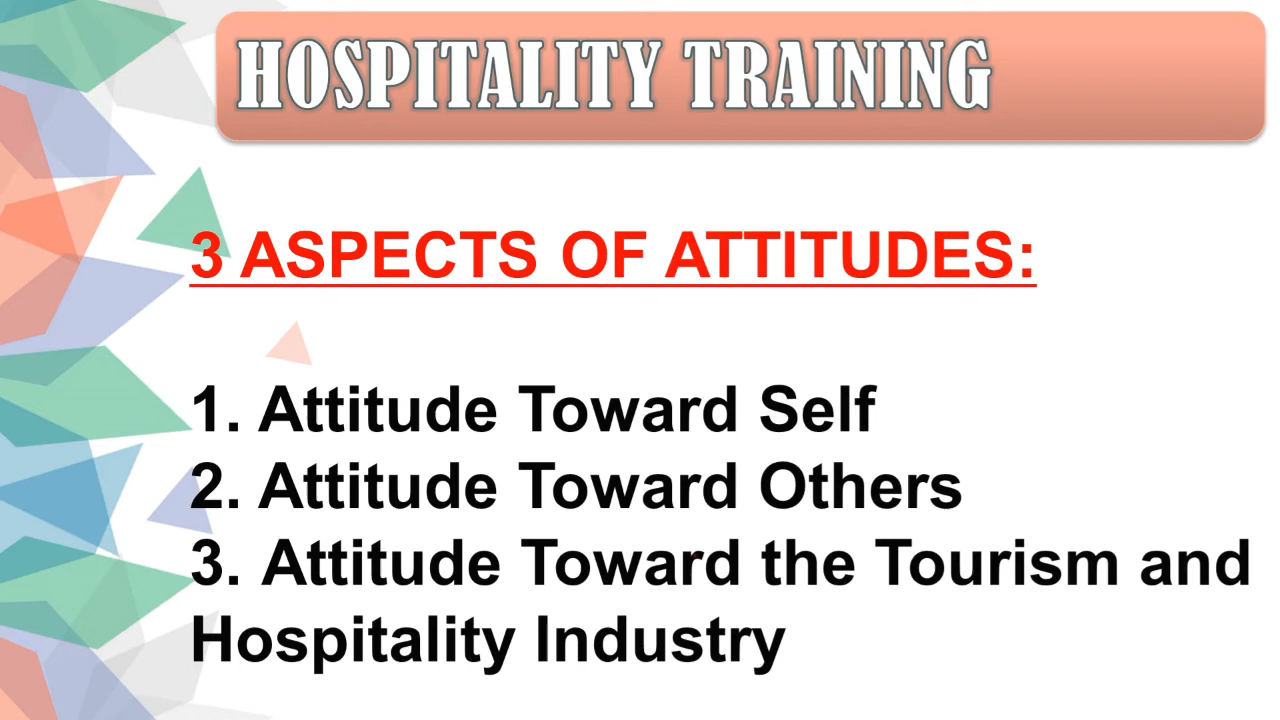 HOSPITALITY TRAINING
3 ASPECTS OF ATTITUDES:
1. Attitude Toward Self
2. Attitude Toward Others
3. Attitude Toward the Tourism and
Hospitality Industry